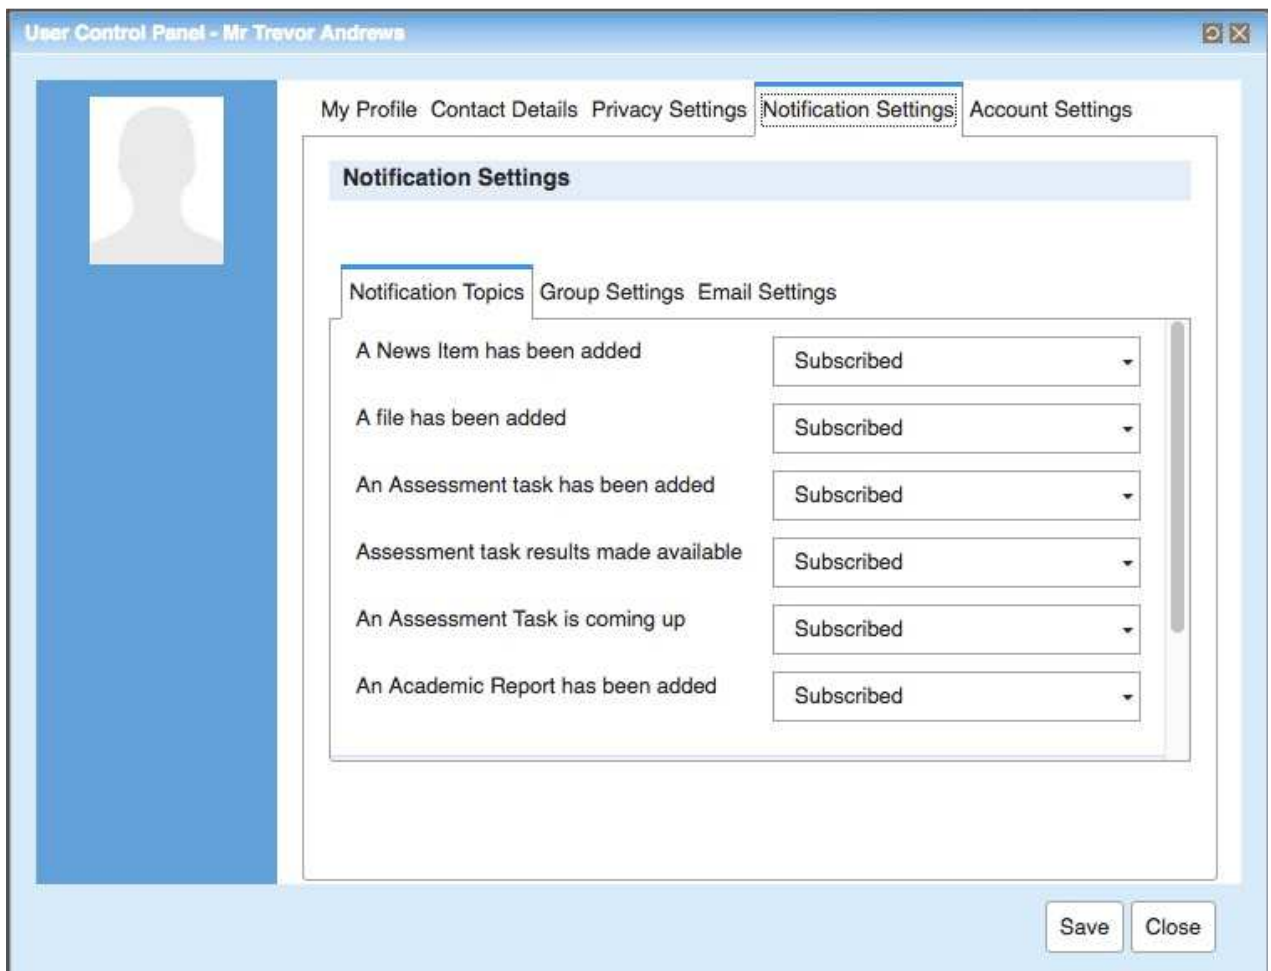 User Control Panel - Mr Trevor Andrews
My Profile Contact Details Privacy Settings Notification Settings Account Settings
Notification Settings
Notification Topics Group Settings Email Settings
A News Item has been added Subscribed
A file has been added Subscribed
An Assessment task has been added Subscribed
Assessment task results made available Subscribed
An Assessment Task is coming up Subscribed
An Academic Report has been added Subscribed
Save Close